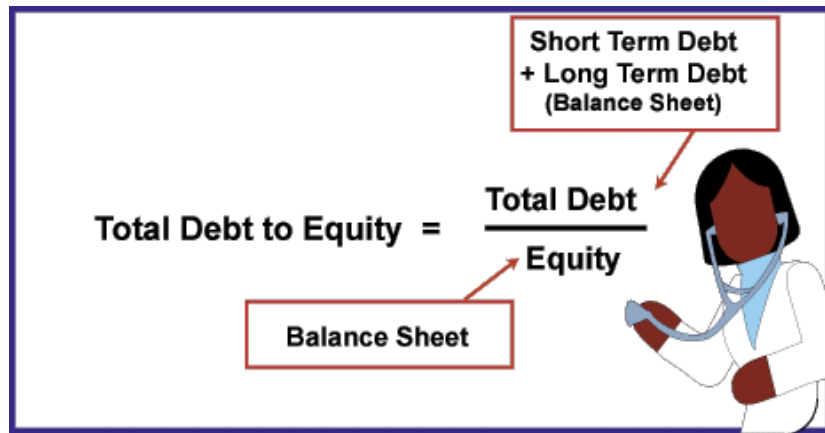 Short Term Debt
+ Long Term Debt
(Balance Sheet)
Total Debt to Equity =
Total Debt
Equity
Balance Sheet